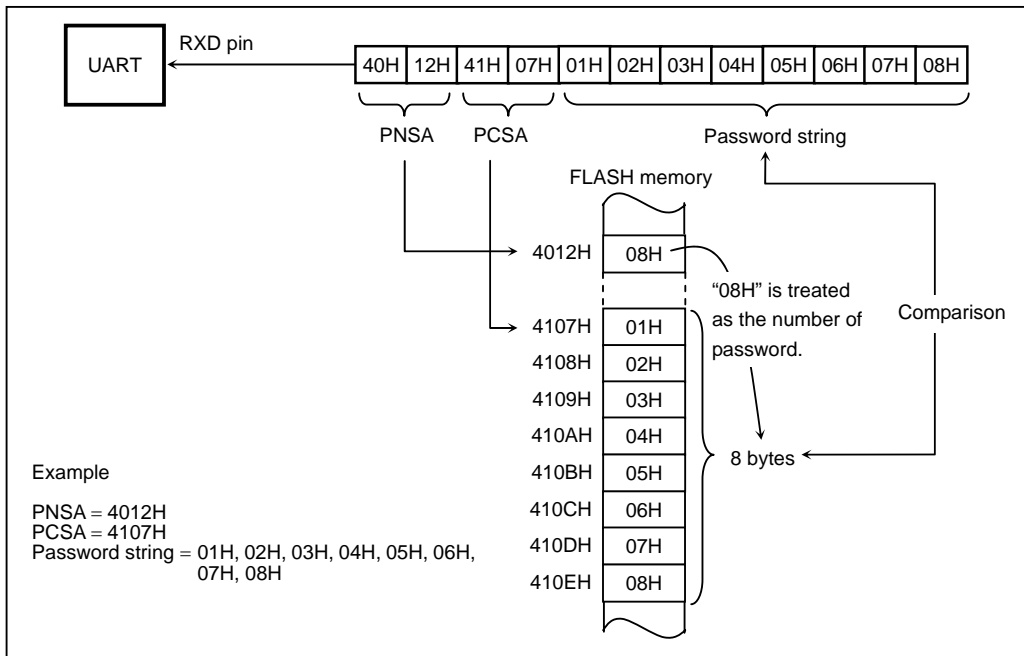 UART
RXD pin
40H 12H 41H 07H 01H 02H 03H 04H 05H 06H 07H 08H
PNSA
PCSA
Password string
FLASH memory
4012H 08H
“08H” is treated
as the number of
password.
Comparison
4107H 01H
4108H 02H
4109H 03H
410AH 04H
410BH 05H
410CH 06H
410DH 07H
410EH 08H
8 bytes
Example
PNSA = 4012H
PCSA = 4107H
Password string = 01H, 02H, 03H, 04H, 05H, 06H,
07H, 08H